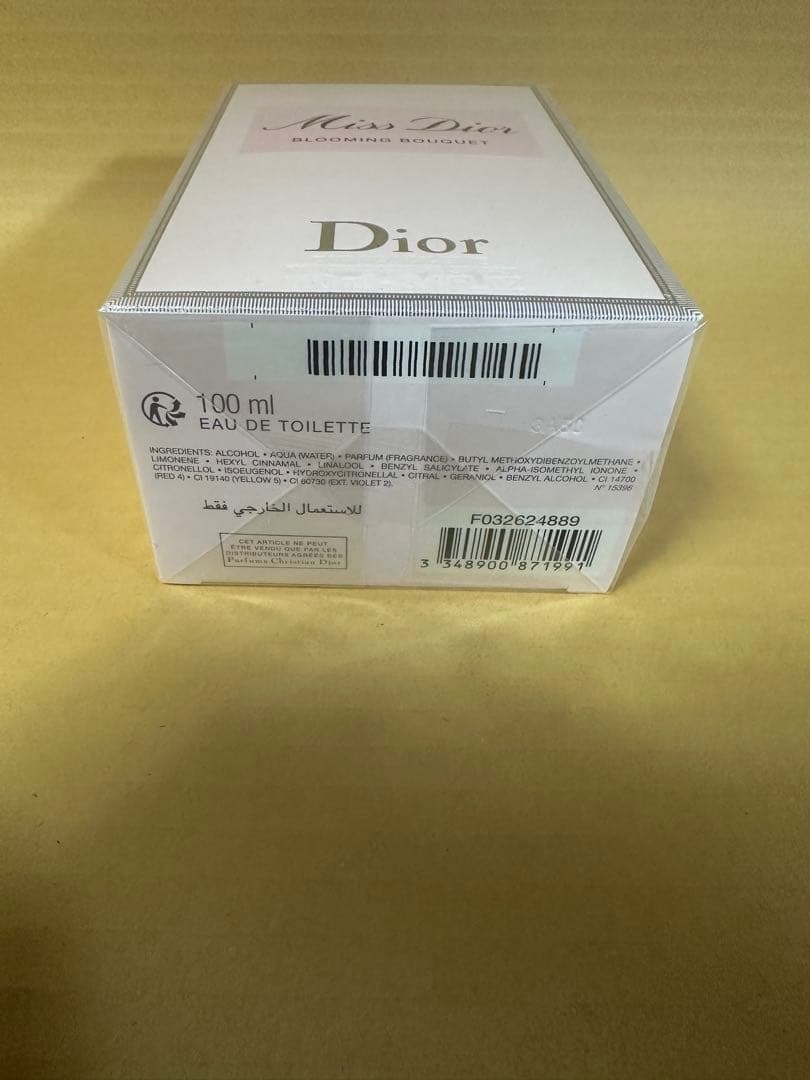 Miss Dior
BLOOMING BOUQUET
Dior
100 ml
EAU DE TOILETTE
INGREDIENTS: ALCOHOL • AQUA (WATER) • PARFUM (FRAGRANCE) • BUTYL METHOXYDIBENZOYLMETHANE •
LIMONENE • HEXYL CINNAMAL • LINALOOL • BENZYL SALICYLATE • ALPHA-ISOMETHYL IONONE •
CITRONELLOL • ISOEUGENOL • HYDROXYCITRONELLAL • CITRAL • GERANIOL • BENZYL ALCOHOL • CI 14700
(RED 4) • CI 19140 (YELLOW 5) • CI 60730 (EXT. VIOLET 2).
N° 15396
للاستعمال الخارجي فقط
F032624889
CET ARTICLE NE PEUT
ÊTRE VENDU QUE PAR LES
DISTRIBUTEURS AGRÉÉS DES
Parfums Christian Dior
3 348900 871991